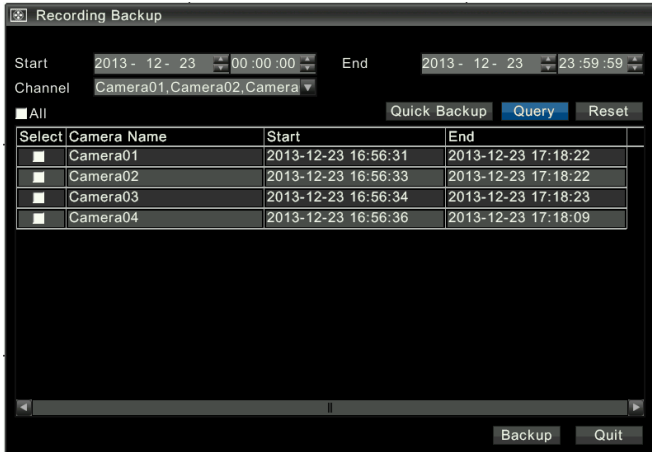 Recording Backup
Start 2013 - 12 - 23 00 :00 :00 End 2013 - 12 - 23 23 :59 :59
Channel Camera01,Camera02,Camera
All Quick Backup Query Reset
Select Camera Name Start End
Camera01 2013-12-23 16:56:31 2013-12-23 17:18:22
Camera02 2013-12-23 16:56:33 2013-12-23 17:18:22
Camera03 2013-12-23 16:56:34 2013-12-23 17:18:23
Camera04 2013-12-23 16:56:36 2013-12-23 17:18:09
Backup Quit